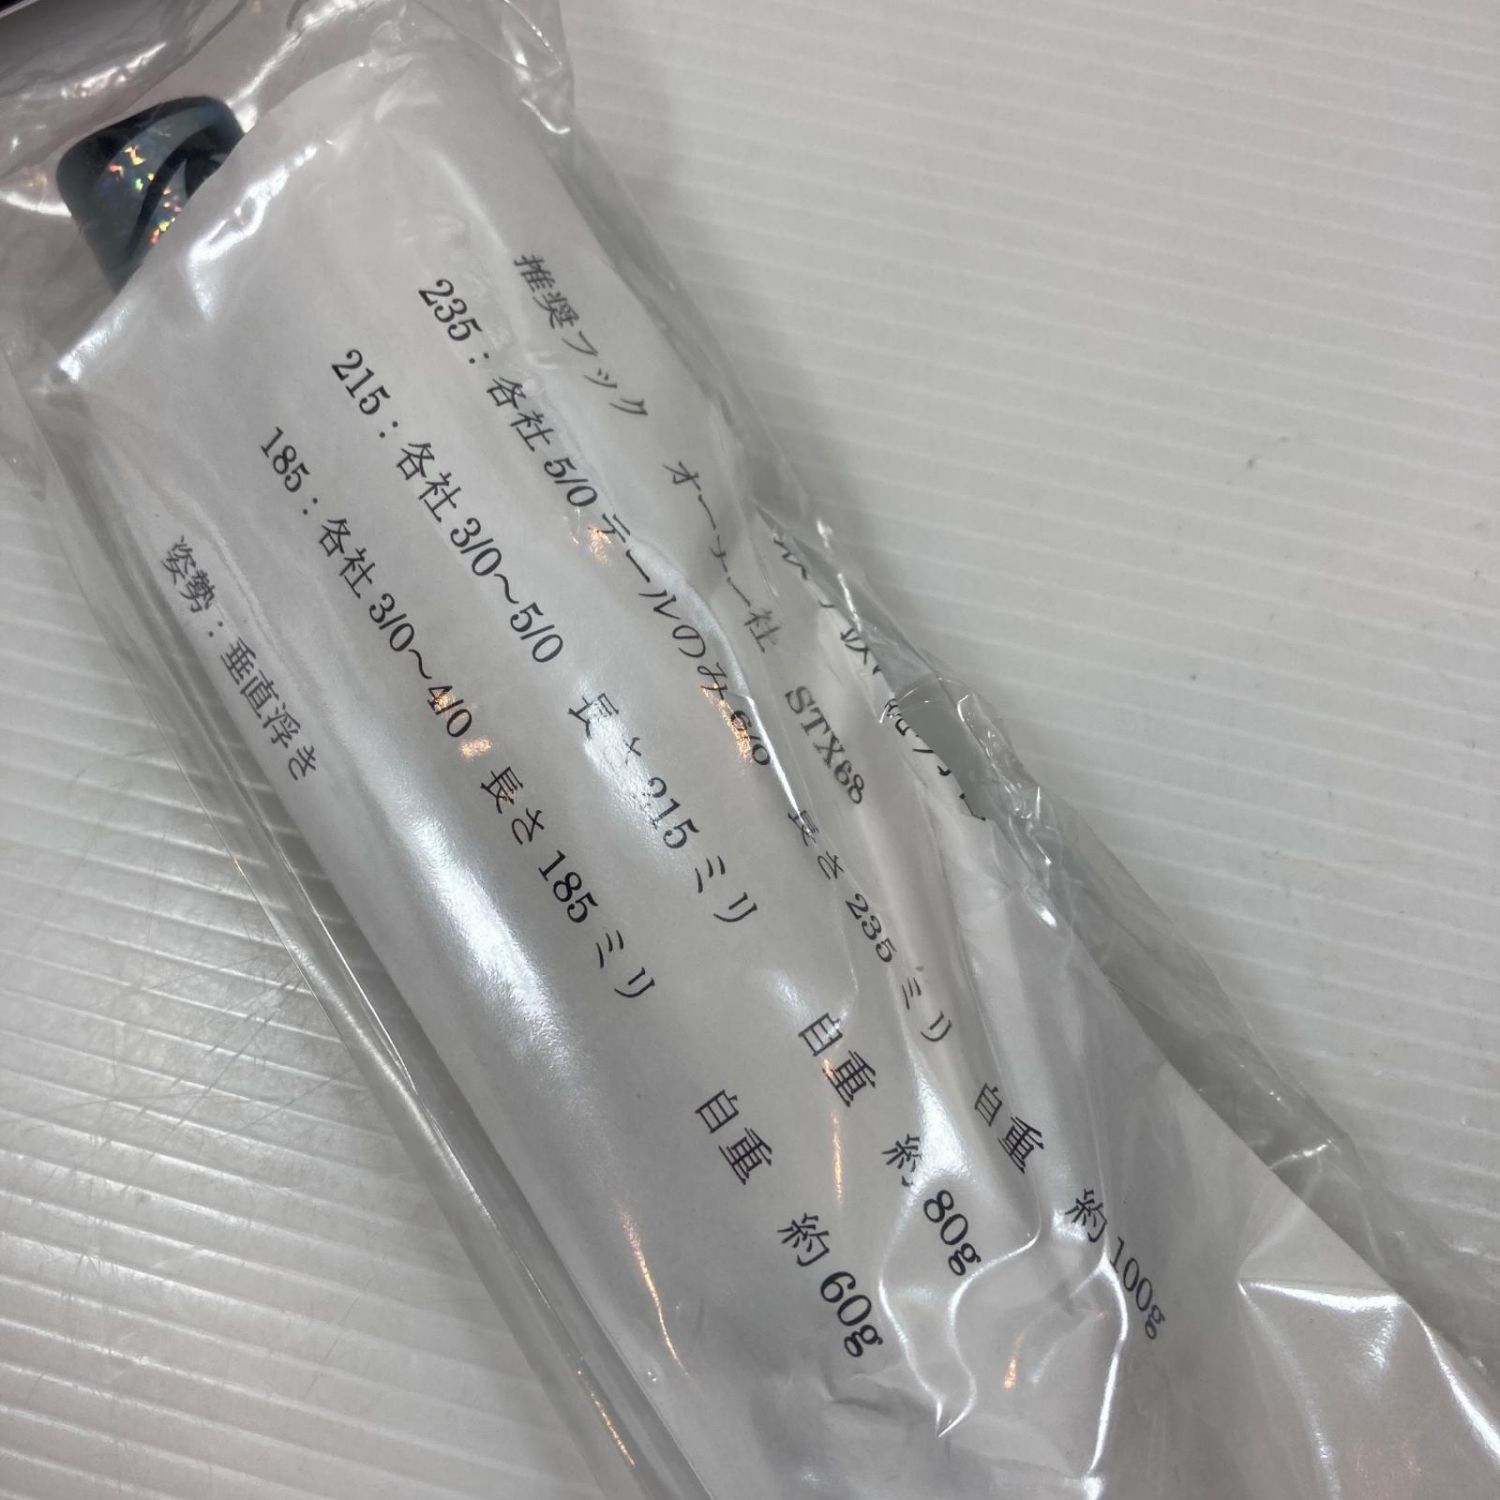 推奨フック オーナー社 STX68
235：各社 5/0 テールのみ 6/0 長さ 235 ミリ 自重 約 100g
215：各社 3/0～5/0 長さ 215 ミリ 自重 約 80g
185：各社 3/0～4/0 長さ 185 ミリ 自重 約 60g
姿勢：垂直浮き